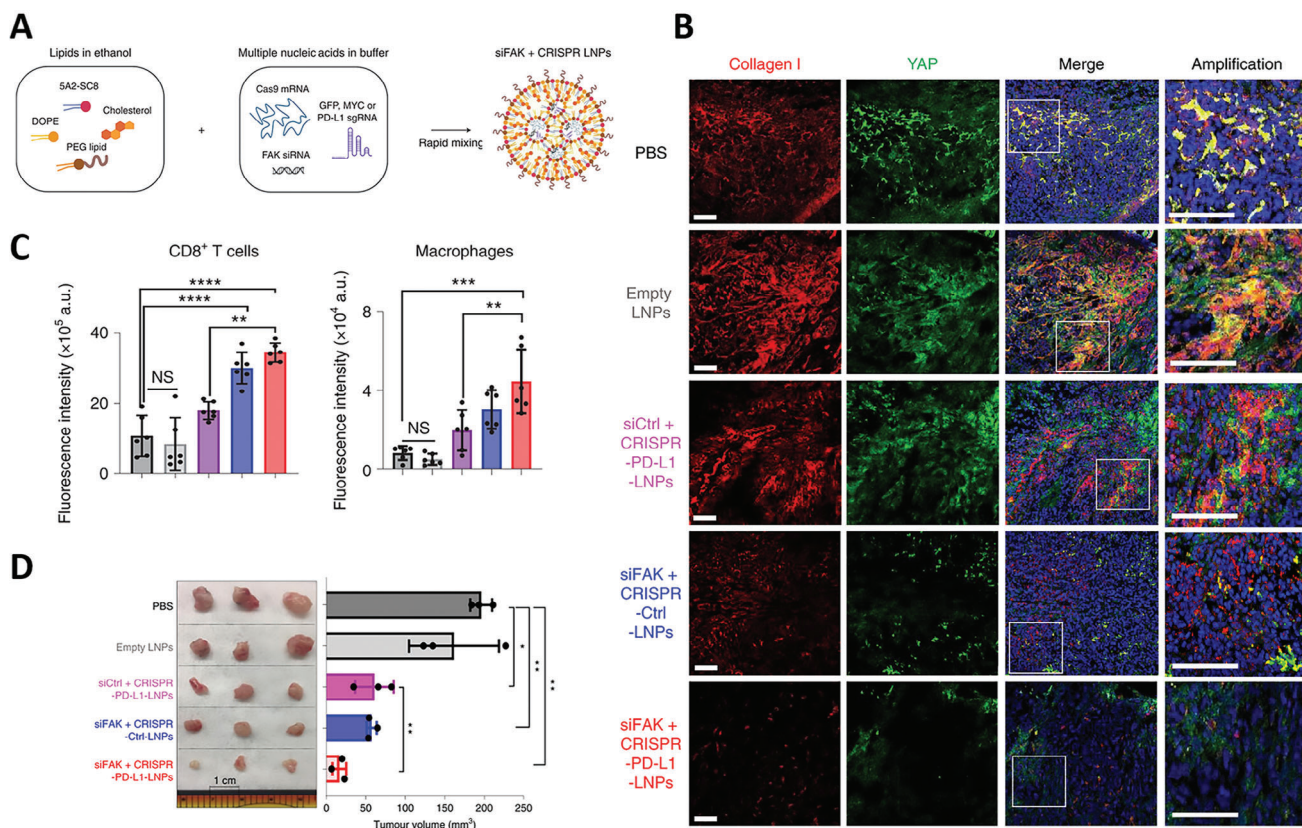 A
Lipids in ethanol
5A2-SC8
DOPE
Cholesterol
PEG lipid
+
Multiple nucleic acids in buffer
Cas9 mRNA
GFP, MYC or
PD-L1 sgRNA
FAK siRNA
Rapid mixing
siFAK + CRISPR LNPs
B
Collagen I
YAP
Merge
Amplification
PBS
Empty
LNPs
siCtrl +
CRISPR
-PD-L1
-LNPs
siFAK +
CRISPR
-Ctrl
-LNPs
siFAK +
CRISPR
-PD-L1
-LNPs
C
CD8+ T cells
Fluorescence intensity (×10⁵ a.u.)
40
20
0
****
****
**
NS
Macrophages
Fluorescence intensity (×10⁴ a.u.)
8
4
0
***
**
NS
D
PBS
Empty LNPs
siCtrl + CRISPR
-PD-L1-LNPs
siFAK + CRISPR
-Ctrl-LNPs
siFAK + CRISPR
-PD-L1-LNPs
1 cm
*
**
**
**
0
50
100
150
200
250
Tumour volume (mm³)